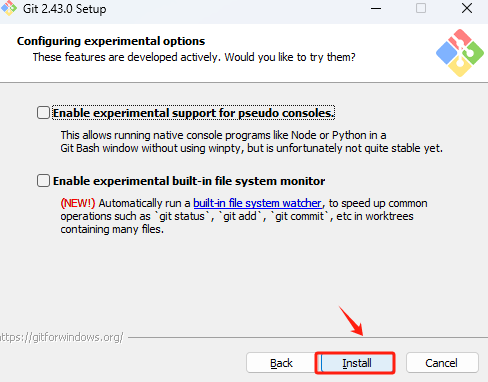 Git 2.43.0 Setup
Configuring experimental options
These features are developed actively. Would you like to try them?
Enable experimental support for pseudo consoles.
This allows running native console programs like Node or Python in a
Git Bash window without using winpty, but is unfortunately not quite stable yet.
Enable experimental built-in file system monitor
(NEW!) Automatically run a built-in file system watcher, to speed up common
operations such as `git status`, `git add`, `git commit`, etc in worktrees
containing many files.
ttps://gitforwindows.org/
Back Install Cancel